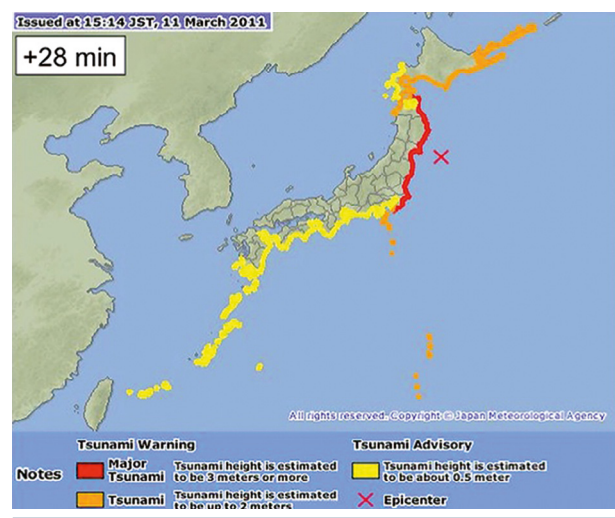 Issued at 15:14 JST, 11 March 2011
+28 min
All rights reserved. Copyright © Japan Meteorological Agency
Tsunami Warning
Tsunami Advisory
Notes
Major Tsunami
Tsunami height is estimated to be 3 meters or more
Tsunami height is estimated to be about 0.5 meter
Tsunami
Tsunami height is estimated to be up to 2 meters
Epicenter